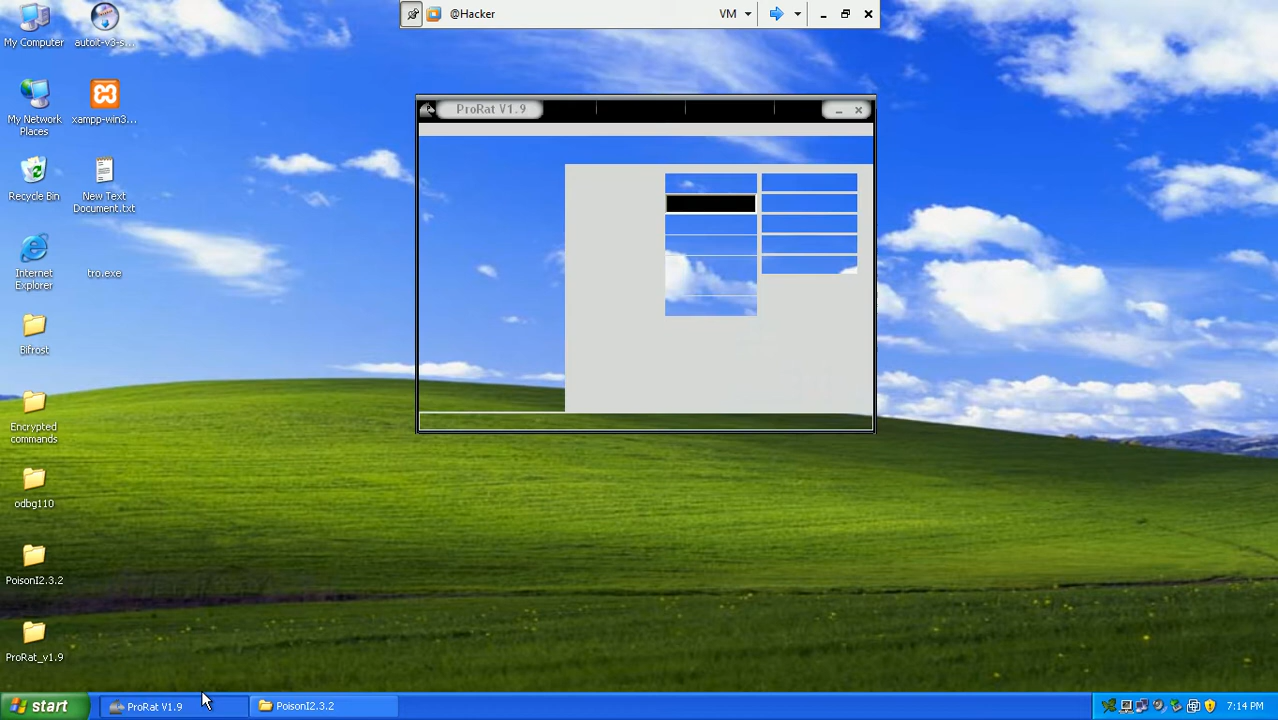 @Hacker
VM
My Computer
autoit-v3-s...
ProRat V1.9
My Network
Places
xampp-win3...
Recycle Bin
New Text
Document.txt
Internet
Explorer
tro.exe
Bifrost
Encrypted
commands
odbg110
PoisonI2.3.2
ProRat_v1.9
start
ProRat V1.9
PoisonI2.3.2
7:14 PM